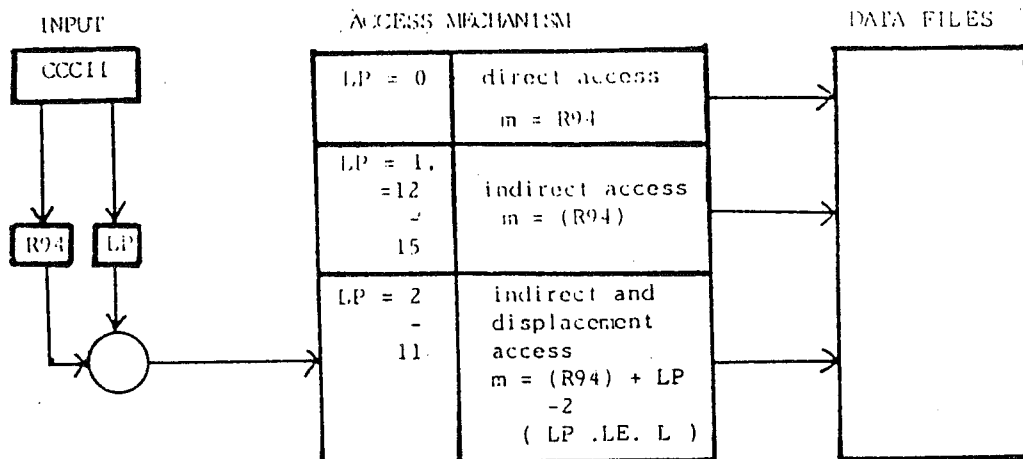 INPUT
ACCESS MECHANISM
DATA FILES
CCCII
R94
LP
LP = 0
direct access
m = R94
LP = 1,
=12
-
15
indirect access
m = (R94)
LP = 2
-
11
indirect and
displacement
access
m = (R94) + LP
-2
( LP .LE. L )